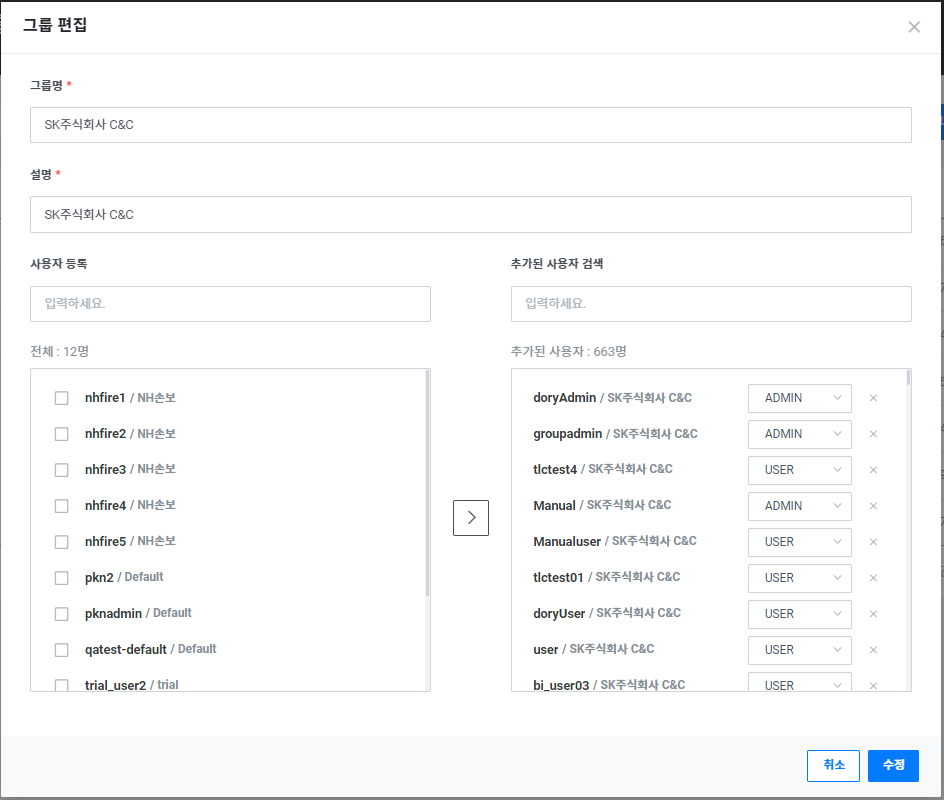 그룹 편집
그룹명 *
SK주식회사 C&C
설명 *
SK주식회사 C&C
사용자 등록
입력하세요.
전체 : 12명
nhfire1 / NH손보
nhfire2 / NH손보
nhfire3 / NH손보
nhfire4 / NH손보
nhfire5 / NH손보
pkn2 / Default
pknadmin / Default
qatest-default / Default
trial_user2 / trial
추가된 사용자 검색
입력하세요.
추가된 사용자 : 663명
doryAdmin / SK주식회사 C&C ADMIN
groupadmin / SK주식회사 C&C ADMIN
tlctest4 / SK주식회사 C&C USER
Manual / SK주식회사 C&C ADMIN
Manualuser / SK주식회사 C&C USER
tlctest01 / SK주식회사 C&C USER
doryUser / SK주식회사 C&C USER
user / SK주식회사 C&C USER
bi_user03 / SK주식회사 C&C USER
취소
수정